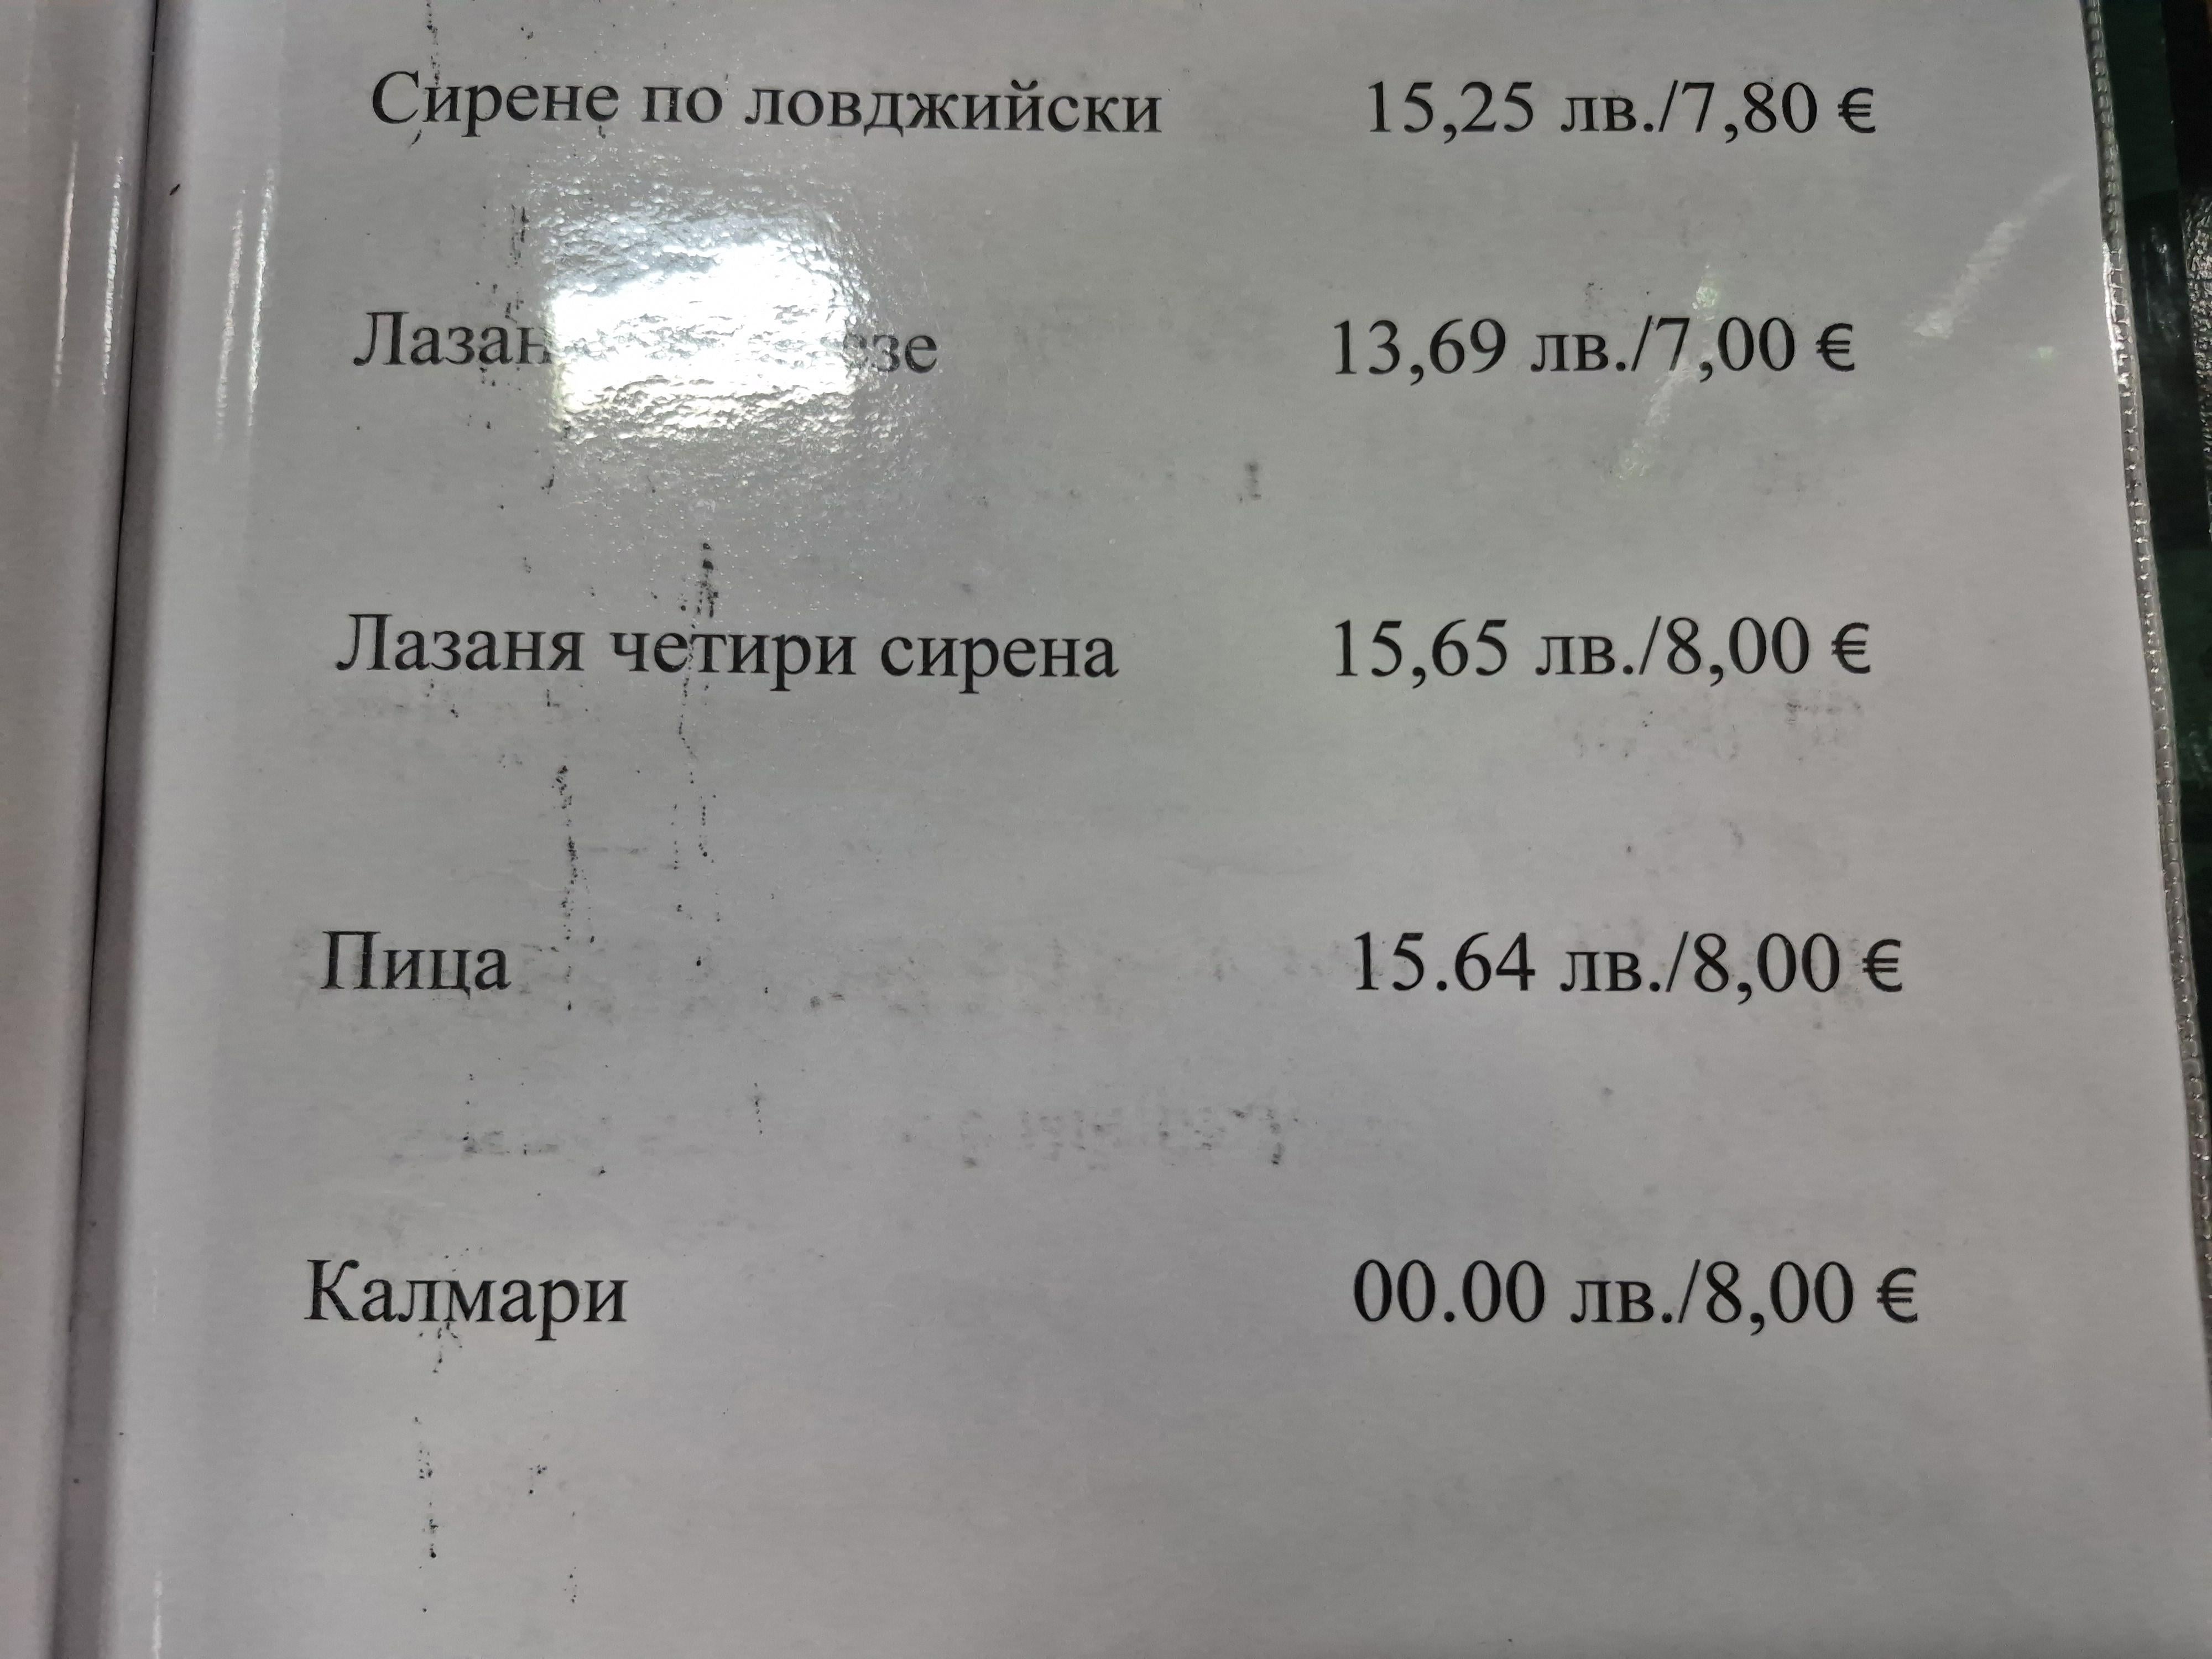 Сирене по ловджийски 15,25 лв./7,80 €
13,69 лв./7,00 €
Лазаня четири сирена 15,65 лв./8,00 €
Пица 15.64 лв./8,00 €
Калмари 00.00 лв./8,00 €